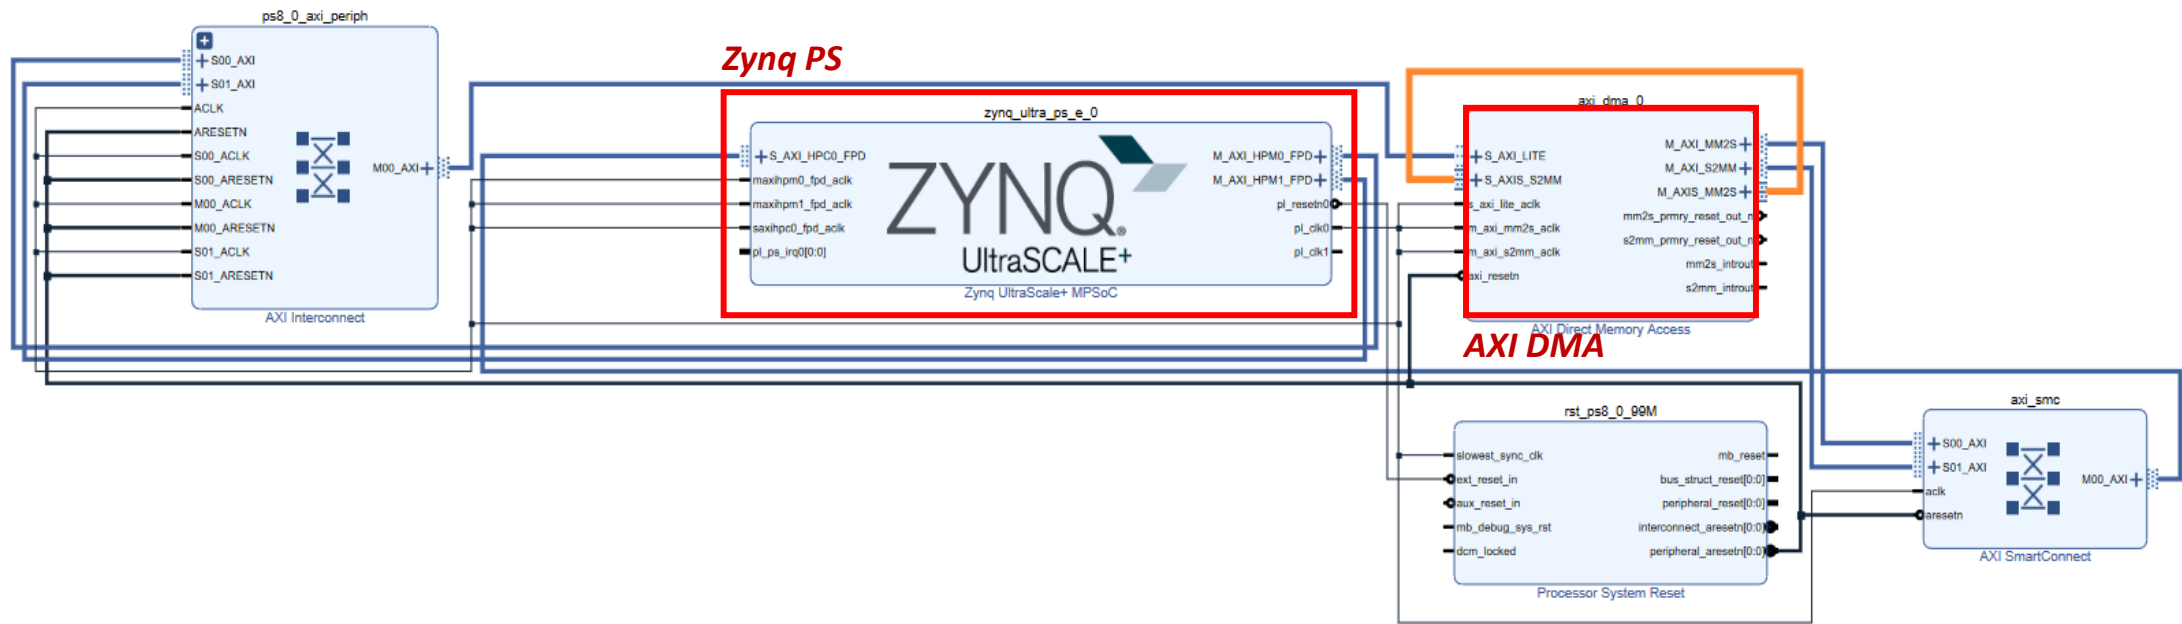 ps8_0_axi_periph
S00_AXI
S01_AXI
ACLK
ARESETN
S00_ACLK
S00_ARESETN
M00_ACLK
M00_ARESETN
S01_ACLK
S01_ARESETN
M00_AXI
AXI Interconnect
Zynq PS
zynq_ultra_ps_e_0
S_AXI_HPC0_FPD
maxihpm0_fpd_aclk
maxihpm1_fpd_aclk
saxihpc0_fpd_aclk
pl_ps_irq0[0:0]
ZYNQ®
UltraSCALE+
M_AXI_HPM0_FPD
M_AXI_HPM1_FPD
pl_resetn0
pl_clk0
pl_clk1
Zynq UltraScale+ MPSoC
axi_dma_0
S_AXI_LITE
S_AXIS_S2MM
s_axi_lite_aclk
m_axi_mm2s_aclk
m_axi_s2mm_aclk
axi_resetn
M_AXI_MM2S
M_AXI_S2MM
M_AXIS_MM2S
mm2s_prmry_reset_out_n
s2mm_prmry_reset_out_n
mm2s_introut
s2mm_introut
AXI Direct Memory Access
AXI DMA
rst_ps8_0_99M
slowest_sync_clk
ext_reset_in
aux_reset_in
mb_debug_sys_rst
dcm_locked
mb_reset
bus_struct_reset[0:0]
peripheral_reset[0:0]
interconnect_aresetn[0:0]
peripheral_aresetn[0:0]
Processor System Reset
axi_smc
S00_AXI
S01_AXI
aclk
aresetn
M00_AXI
AXI SmartConnect